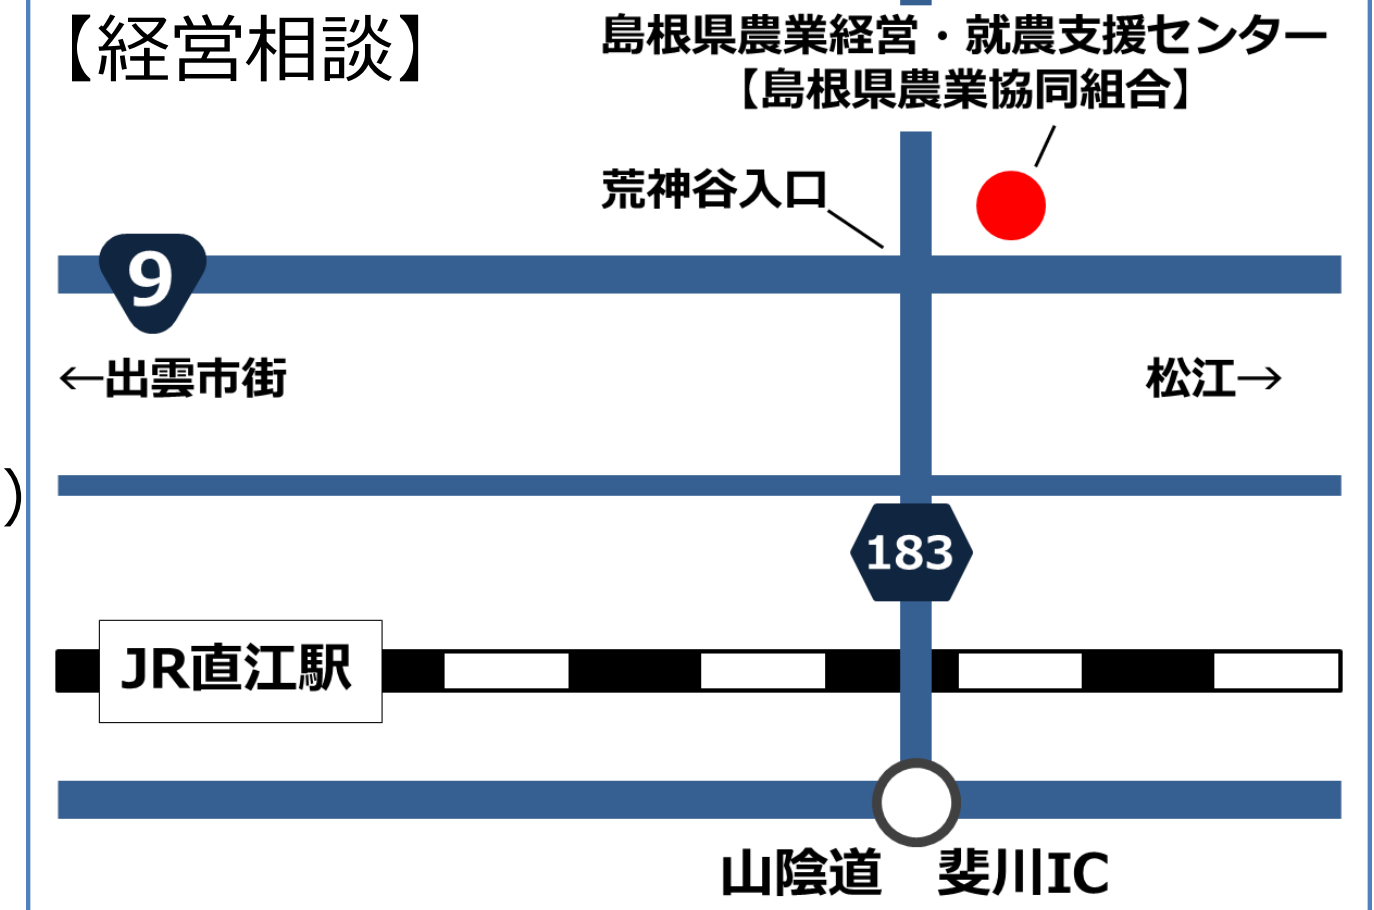 【経営相談】
島根県農業経営・就農支援センター
【島根県農業協同組合】
荒神谷入口
9
←出雲市街
松江→
)
183
JR直江駅
山陰道　斐川IC